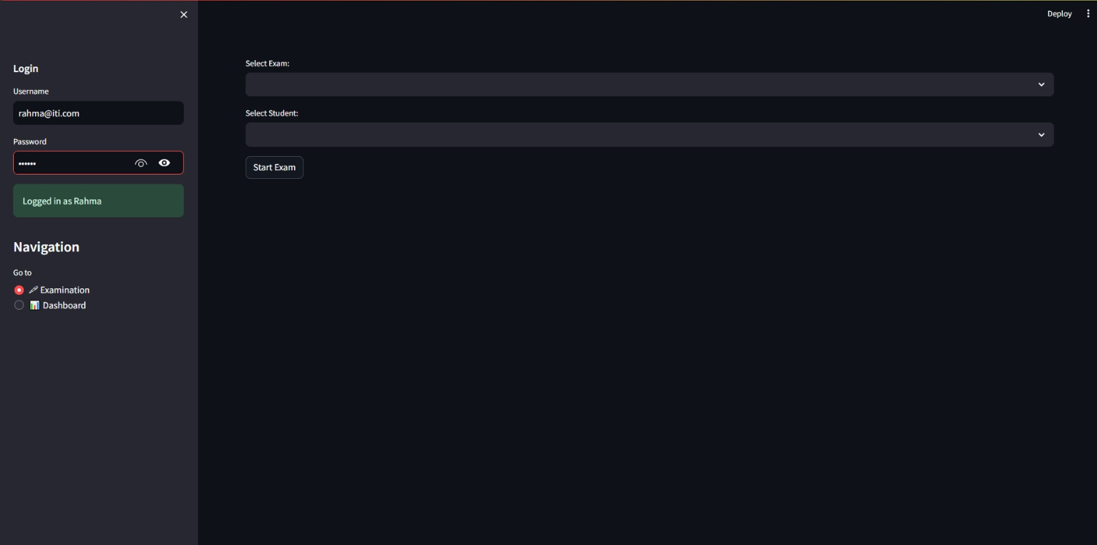 Deploy
Login
Username
rahma@iti.com
Password
••••••
Logged in as Rahma
Navigation
Go to
Examination
Dashboard
Select Exam:
Select Student:
Start Exam